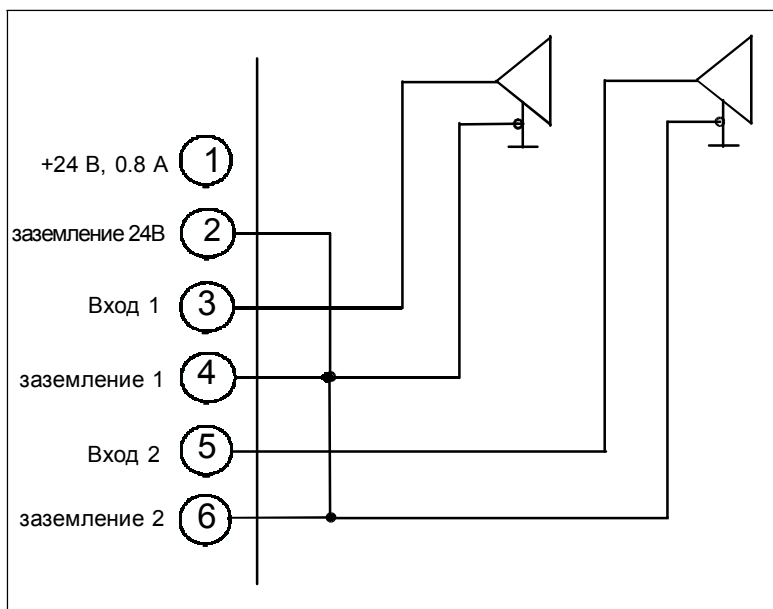 +24 В, 0.8 А 1
заземление 24В 2
Вход 1 3
заземление 1 4
Вход 2 5
заземление 2 6